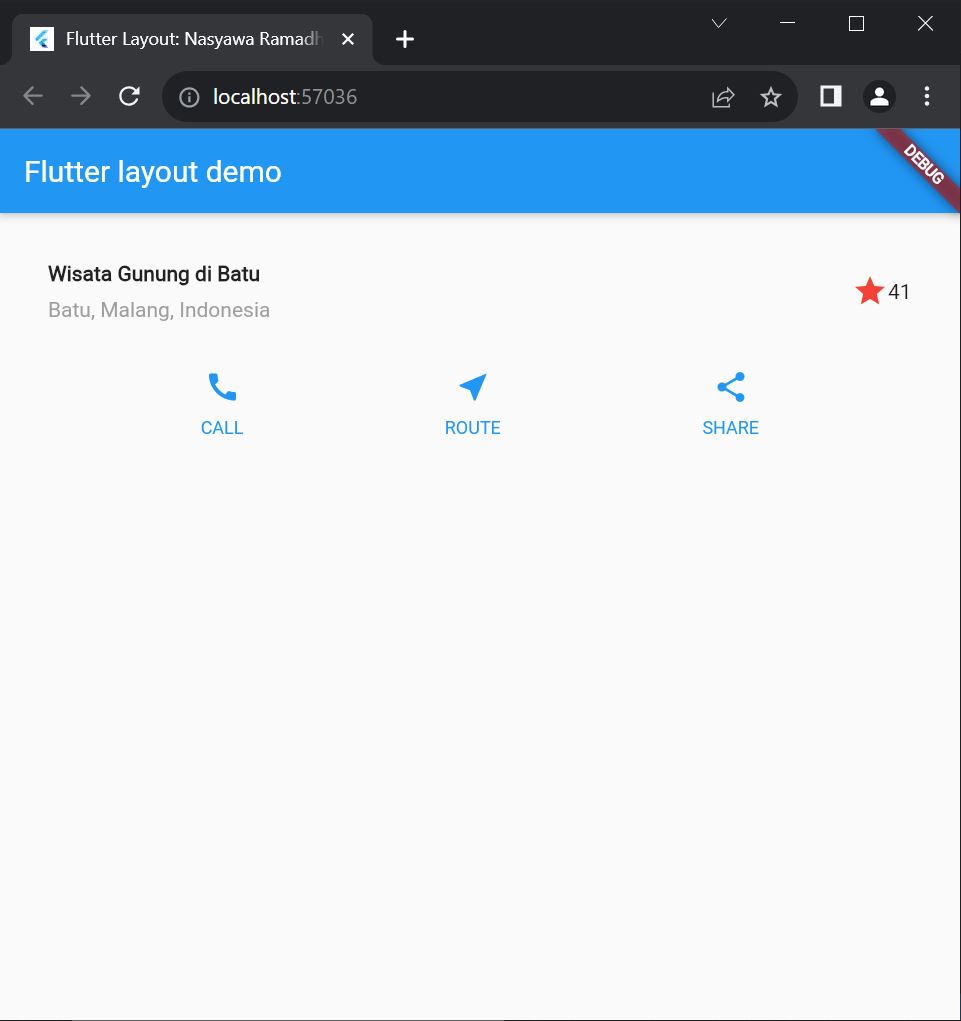 Flutter Layout: Nasyawa Ramadh
localhost:57036
Flutter layout demo
DEBUG
Wisata Gunung di Batu
Batu, Malang, Indonesia
41
CALL
ROUTE
SHARE